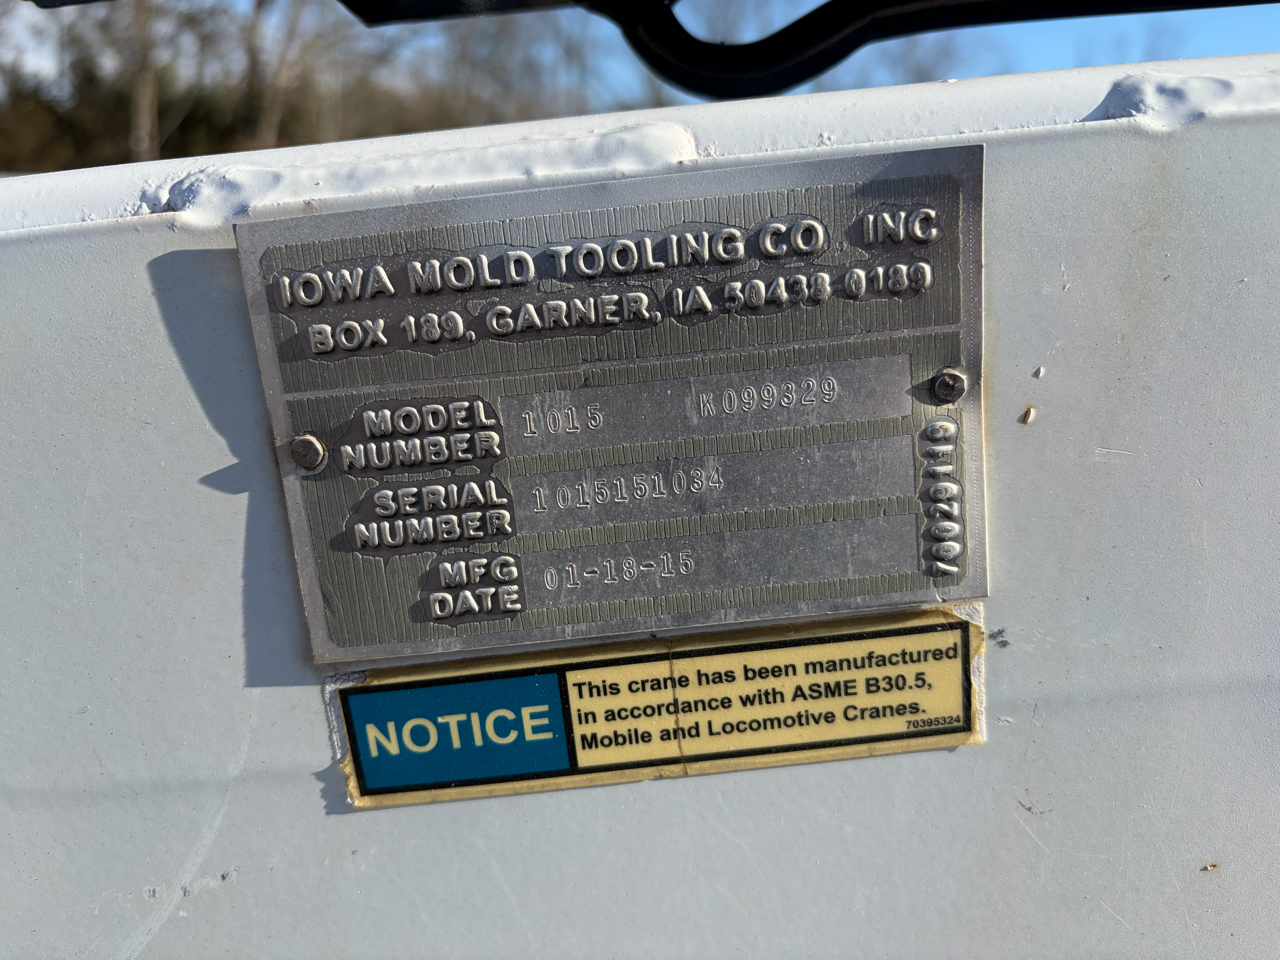 IOWA MOLD TOOLING CO. INC
BOX 189, GARNER, IA 50438-0189
MODEL NUMBER 1015 K099329
SERIAL NUMBER 1015151034
MFG DATE 01-18-15
70029119
NOTICE
This crane has been manufactured
in accordance with ASME B30.5,
Mobile and Locomotive Cranes.
70395324